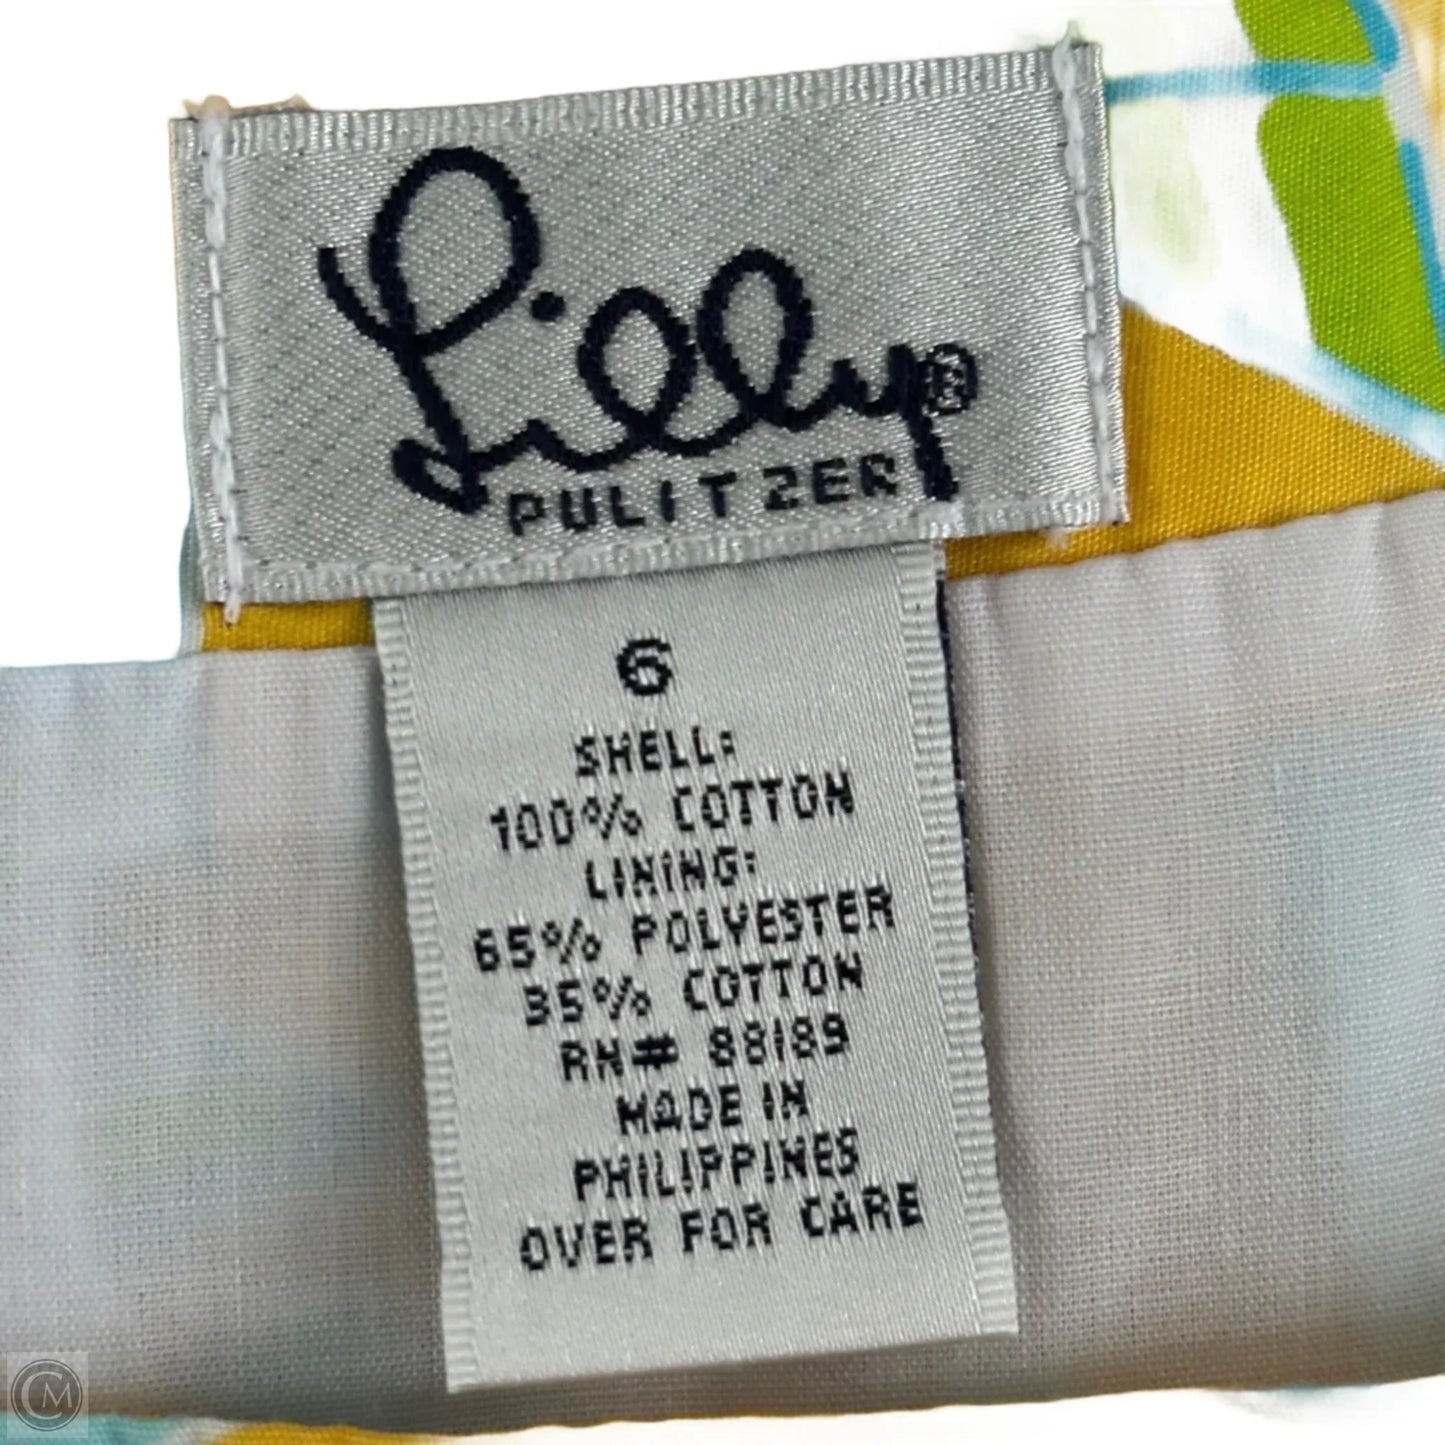 Lilly®
PULITZER
6
SHELL:
100% COTTON
LINING:
65% POLYESTER
35% COTTON
RN# 88189
MADE IN
PHILIPPINES
OVER FOR CARE
CM